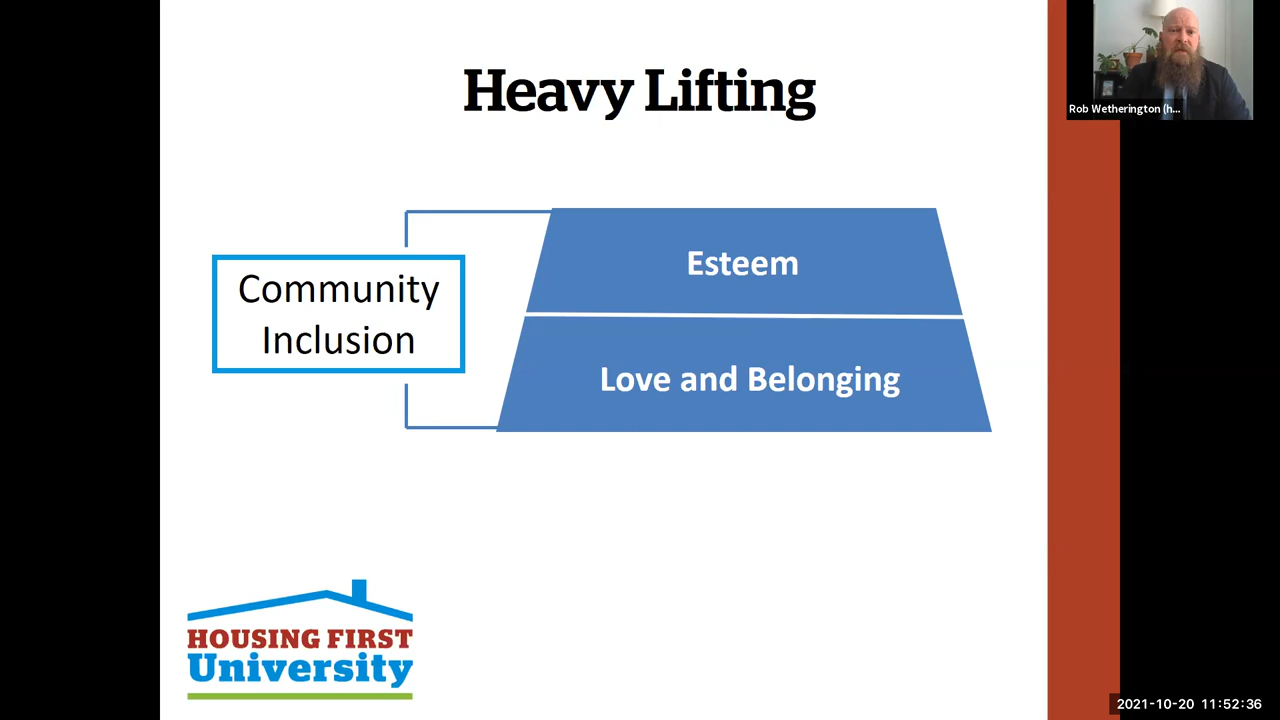 Heavy Lifting
Rob Wetherington (h...
Esteem
Community
Inclusion
Love and Belonging
HOUSING FIRST
University
2021-10-20 11:52:36